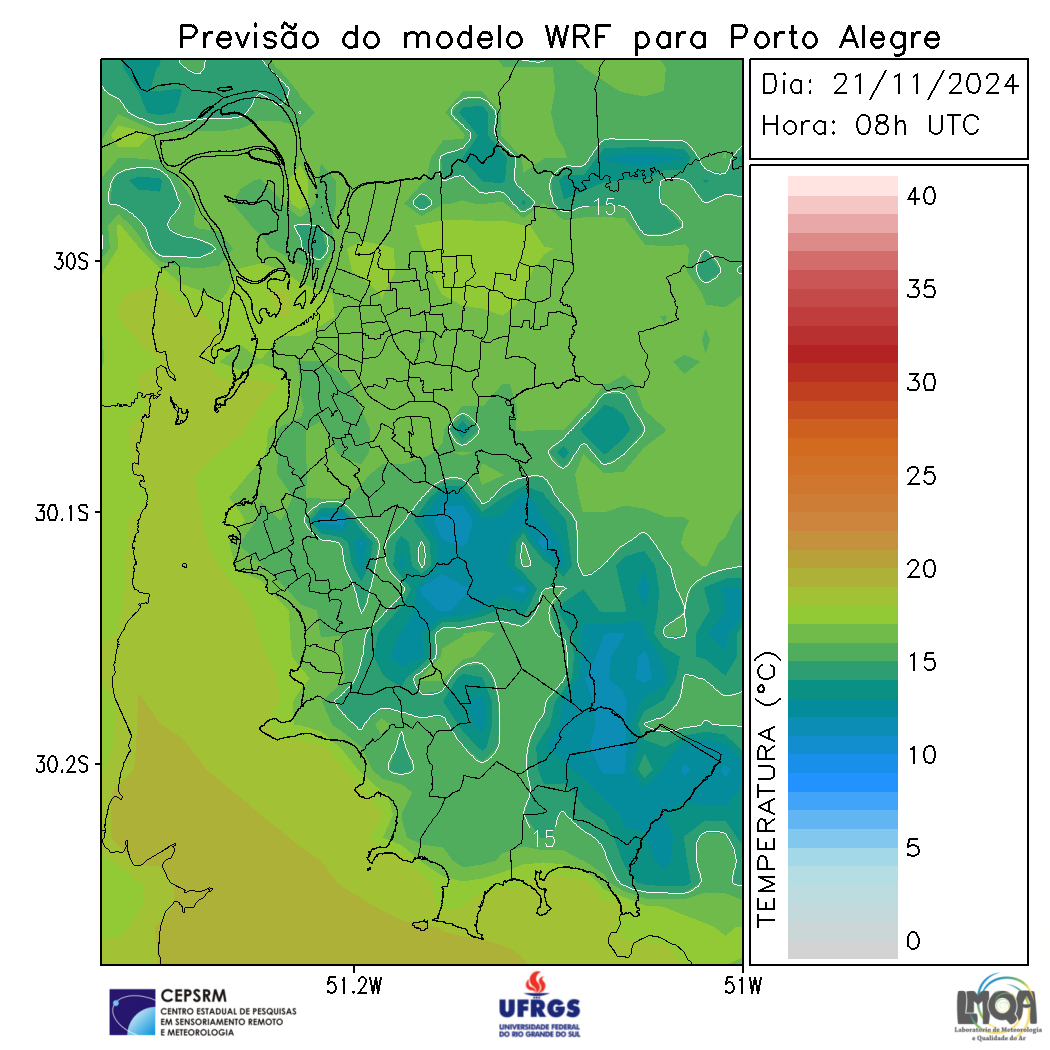 Previsão do modelo WRF para Porto Alegre
Dia: 21/11/2024
Hora: 08h UTC
40
35
30
25
20
15
10
5
0
TEMPERATURA (°C)
30S
30.1S
30.2S
51.2W
51W
15
15
CEPSRM
CENTRO ESTADUAL DE PESQUISAS
EM SENSORIAMENTO REMOTO
E METEOROLOGIA
UFRGS
UNIVERSIDADE FEDERAL
DO RIO GRANDE DO SUL
LMQA
Laboratório de Meteorologia
e Qualidade do Ar